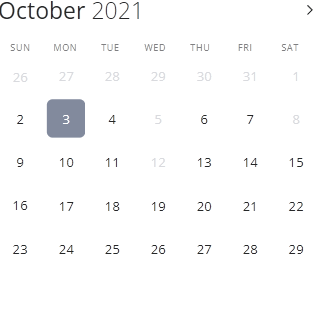 October 2021
SUN MON TUE WED THU FRI SAT
26 27 28 29 30 31 1
2 3 4 5 6 7 8
9 10 11 12 13 14 15
16 17 18 19 20 21 22
23 24 25 26 27 28 29